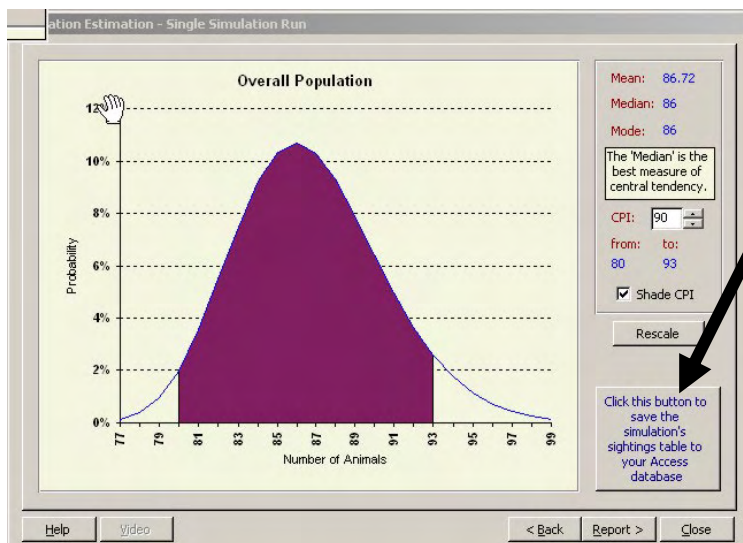 ation Estimation - Single Simulation Run
Overall Population
12%
10%
8%
6%
4%
2%
0%
Probability
77 79 81 83 85 87 89 91 93 95 97 99
Number of Animals
Mean: 86.72
Median: 86
Mode: 86
The 'Median' is the
best measure of
central tendency.
CPI: 90
from: to:
80 93
Shade CPI
Rescale
Click this button to
save the
simulation's
sightings table to
your Access
database
Help Video < Back Report > Close